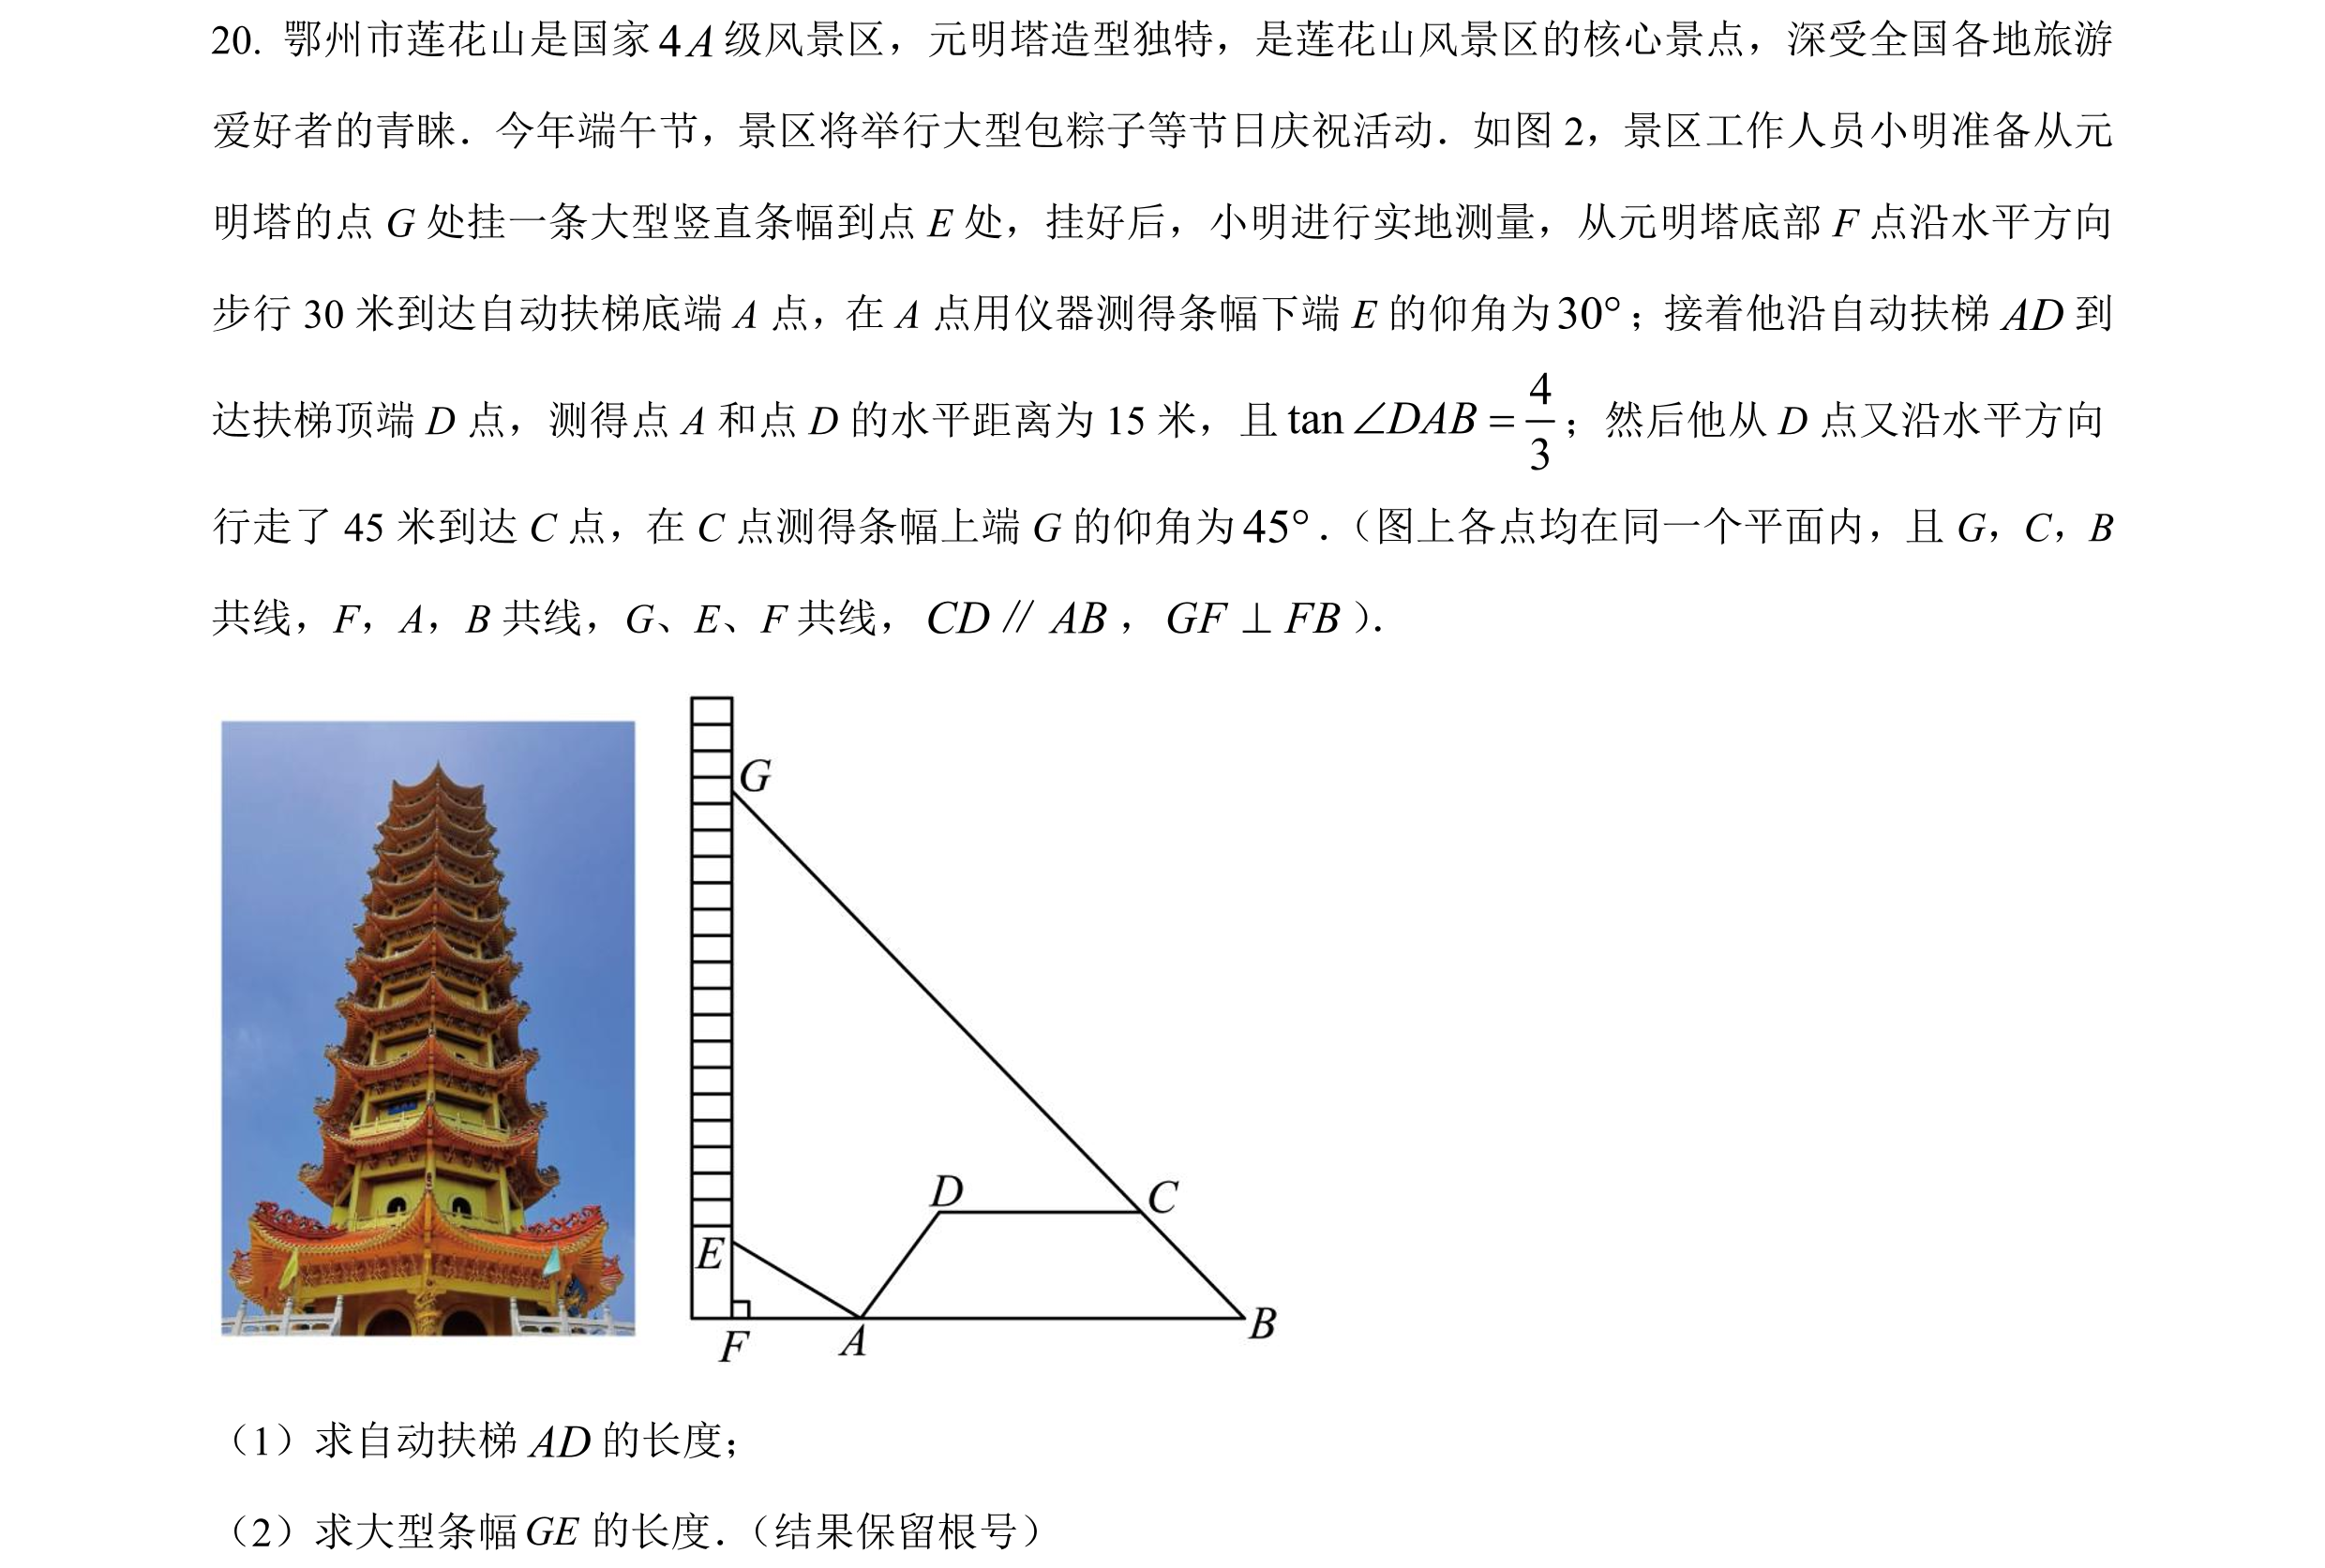 20. 鄂州市莲花山是国家4A级风景区，元明塔造型独特，是莲花山风景区的核心景点，深受全国各地旅游
爱好者的青睐．今年端午节，景区将举行大型包粽子等节日庆祝活动．如图 2，景区工作人员小明准备从元
明塔的点 G 处挂一条大型竖直条幅到点 E 处，挂好后，小明进行实地测量，从元明塔底部 F 点沿水平方向
步行 30 米到达自动扶梯底端 A 点，在 A 点用仪器测得条幅下端 E 的仰角为30°；接着他沿自动扶梯 AD 到
达扶梯顶端 D 点，测得点 A 和点 D 的水平距离为 15 米，且 tan∠DAB = 4/3；然后他从 D 点又沿水平方向
行走了 45 米到达 C 点，在 C 点测得条幅上端 G 的仰角为45°．（图上各点均在同一个平面内，且 G，C，B
共线，F，A，B 共线，G、E、F 共线，CD // AB，GF ⊥ FB）．
G
D
C
E
F
A
B
（1）求自动扶梯 AD 的长度；
（2）求大型条幅 GE 的长度．（结果保留根号）